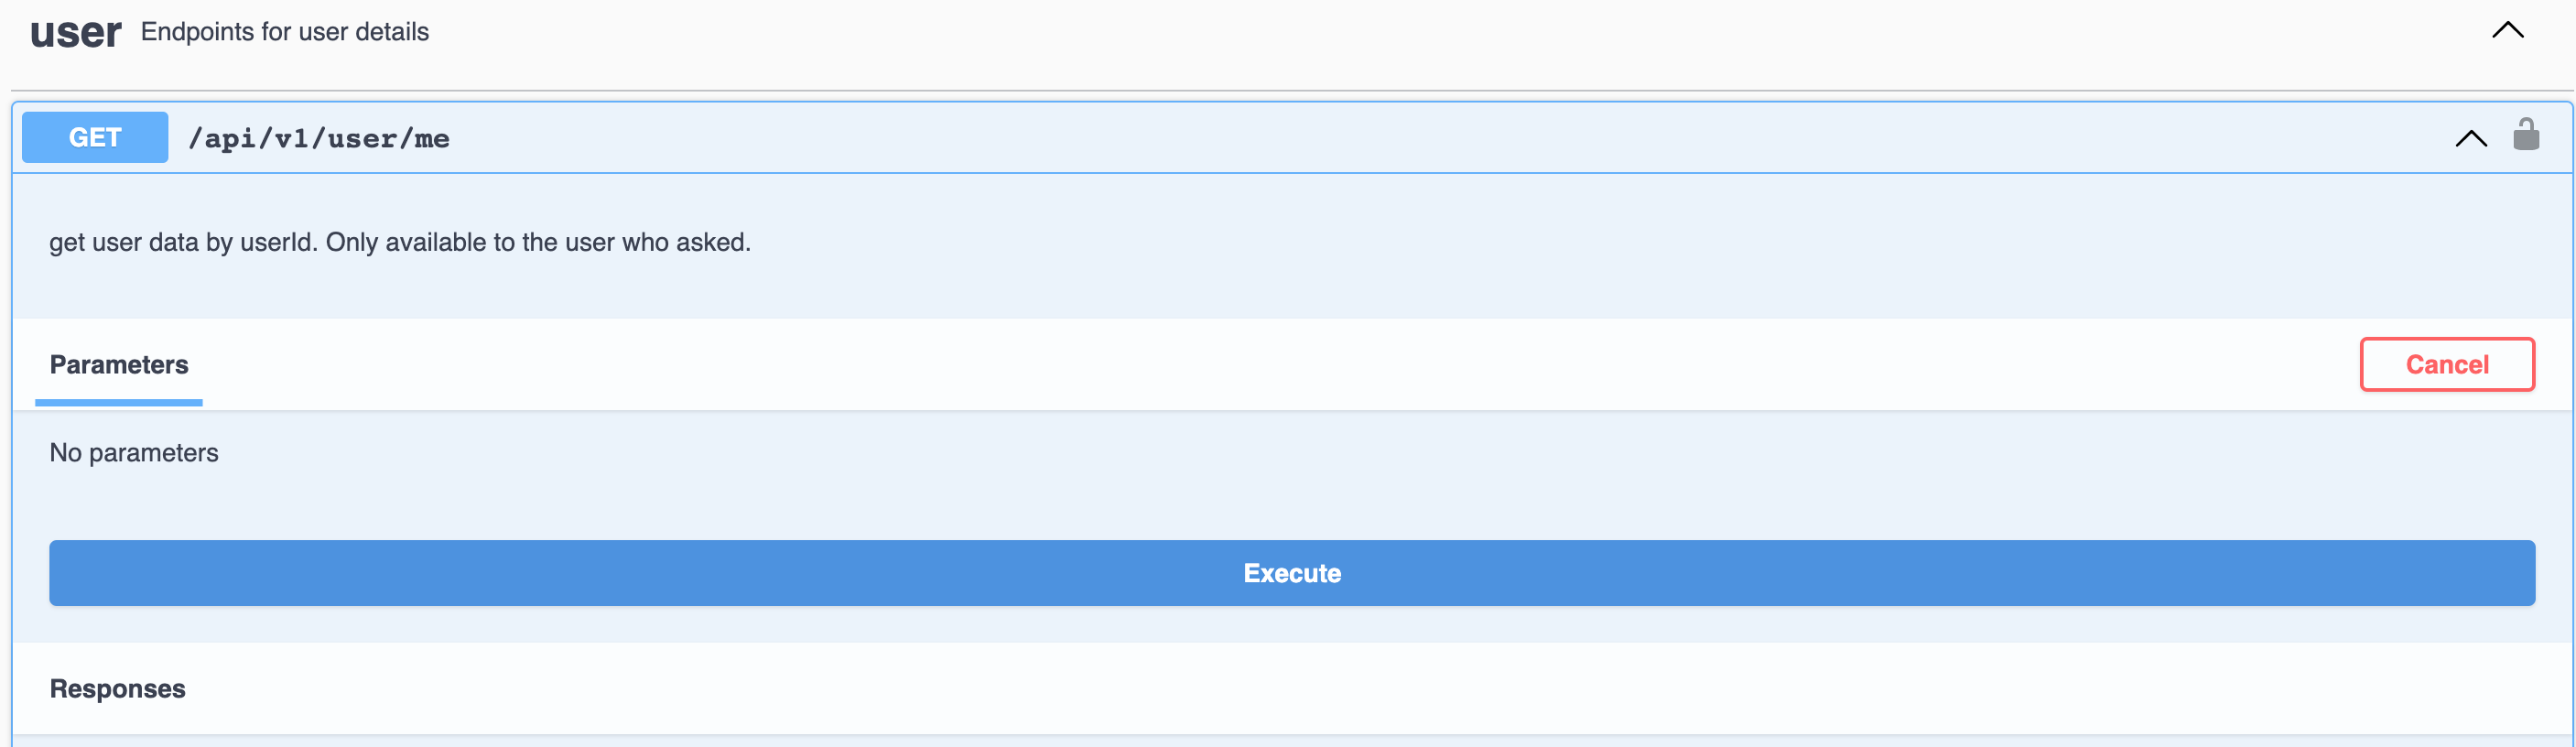 user Endpoints for user details
GET /api/v1/user/me
get user data by userId. Only available to the user who asked.
Parameters
Cancel
No parameters
Execute
Responses